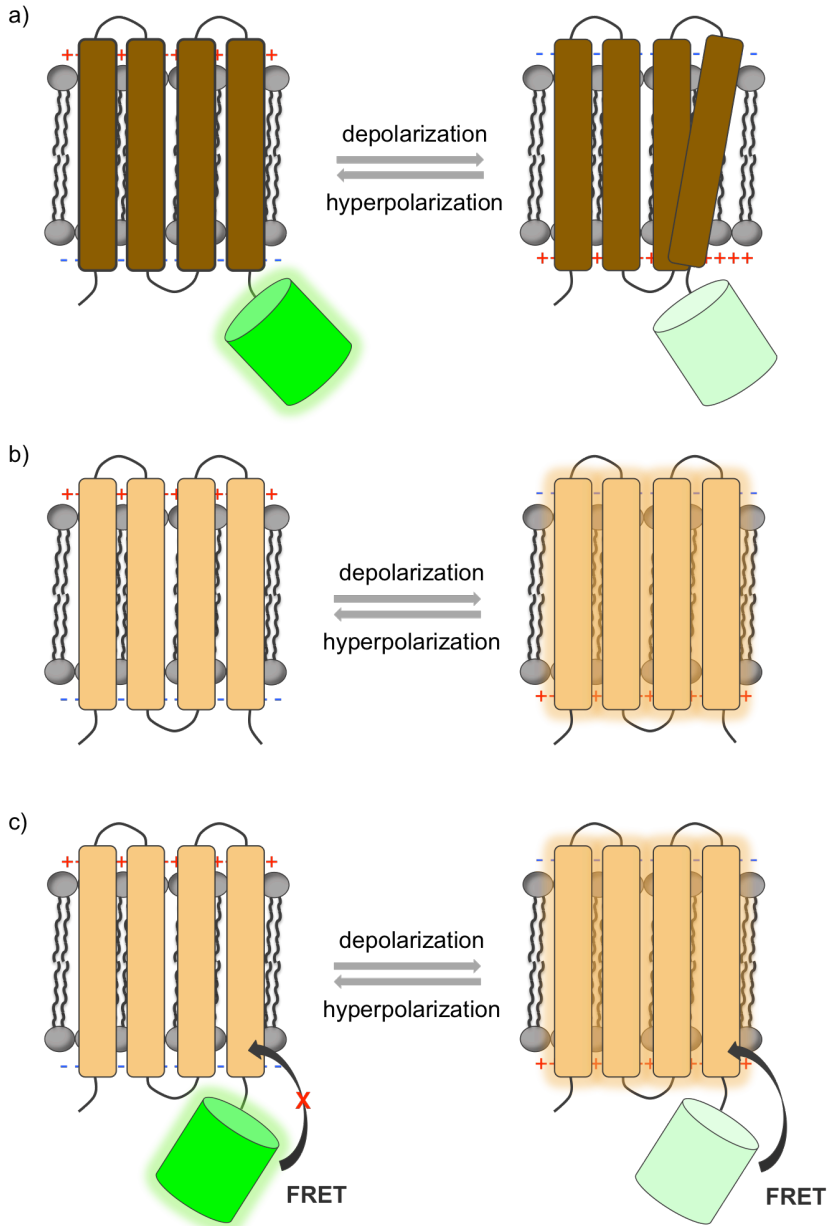 a)
depolarization
hyperpolarization
b)
depolarization
hyperpolarization
c)
depolarization
hyperpolarization
X
FRET
FRET